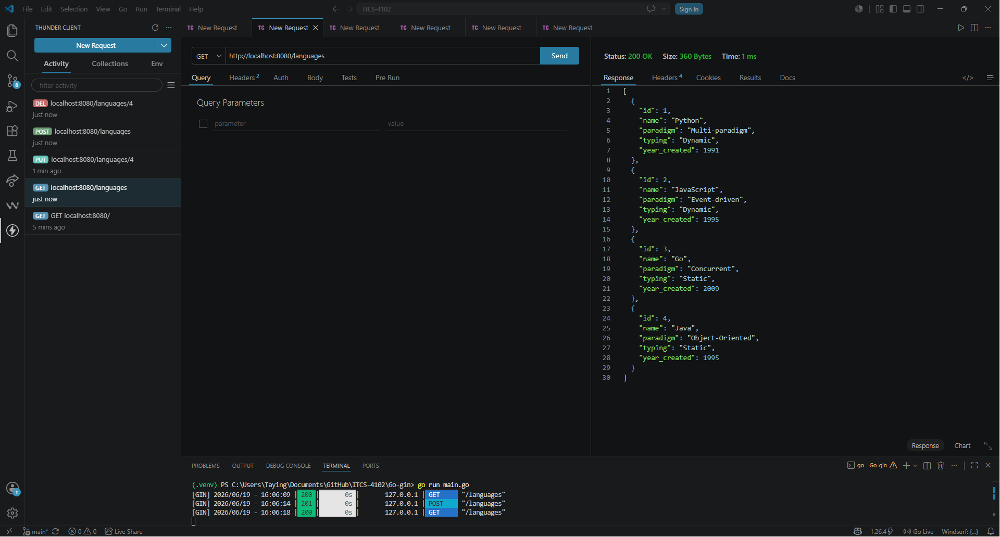 File Edit Selection View Go Run Terminal Help
ITCS-4102
Sign In
THUNDER CLIENT
New Request
Activity Collections Env
filter activity
DEL localhost:8080/languages/4
just now
POST localhost:8080/languages
just now
PUT localhost:8080/languages/4
1 min ago
GET localhost:8080/languages
just now
GET GET localhost:8080/
5 mins ago
8
1
TC New Request TC New Request TC New Request TC New Request TC New Request TC New Request
GET http://localhost:8080/languages Send
Query Headers 2 Auth Body Tests Pre Run
Query Parameters
parameter value
Status: 200 OK Size: 360 Bytes Time: 1 ms
Response Headers 4 Cookies Results Docs
</>
1 [
2 {
3 "id": 1,
4 "name": "Python",
5 "paradigm": "Multi-paradigm",
6 "typing": "Dynamic",
7 "year_created": 1991
8 },
9 {
10 "id": 2,
11 "name": "JavaScript",
12 "paradigm": "Event-driven",
13 "typing": "Dynamic",
14 "year_created": 1995
15 },
16 {
17 "id": 3,
18 "name": "Go",
19 "paradigm": "Concurrent",
20 "typing": "Static",
21 "year_created": 2009
22 },
23 {
24 "id": 4,
25 "name": "Java",
26 "paradigm": "Object-Oriented",
27 "typing": "Static",
28 "year_created": 1995
29 }
30 ]
Response Chart
PROBLEMS OUTPUT DEBUG CONSOLE TERMINAL PORTS
go - Go-gin
(.venv) PS C:\Users\Taying\Documents\GitHub\ITCS-4102\Go-gin> go run main.go
[GIN] 2026/06/19 - 16:06:09 | 200 | 0s | 127.0.0.1 | GET "/languages"
[GIN] 2026/06/19 - 16:06:14 | 201 | 0s | 127.0.0.1 | POST "/languages"
[GIN] 2026/06/19 - 16:06:18 | 200 | 0s | 127.0.0.1 | GET "/languages"
main* 0 0 Live Share
1.26.4 Go Live Windsurf: {...}